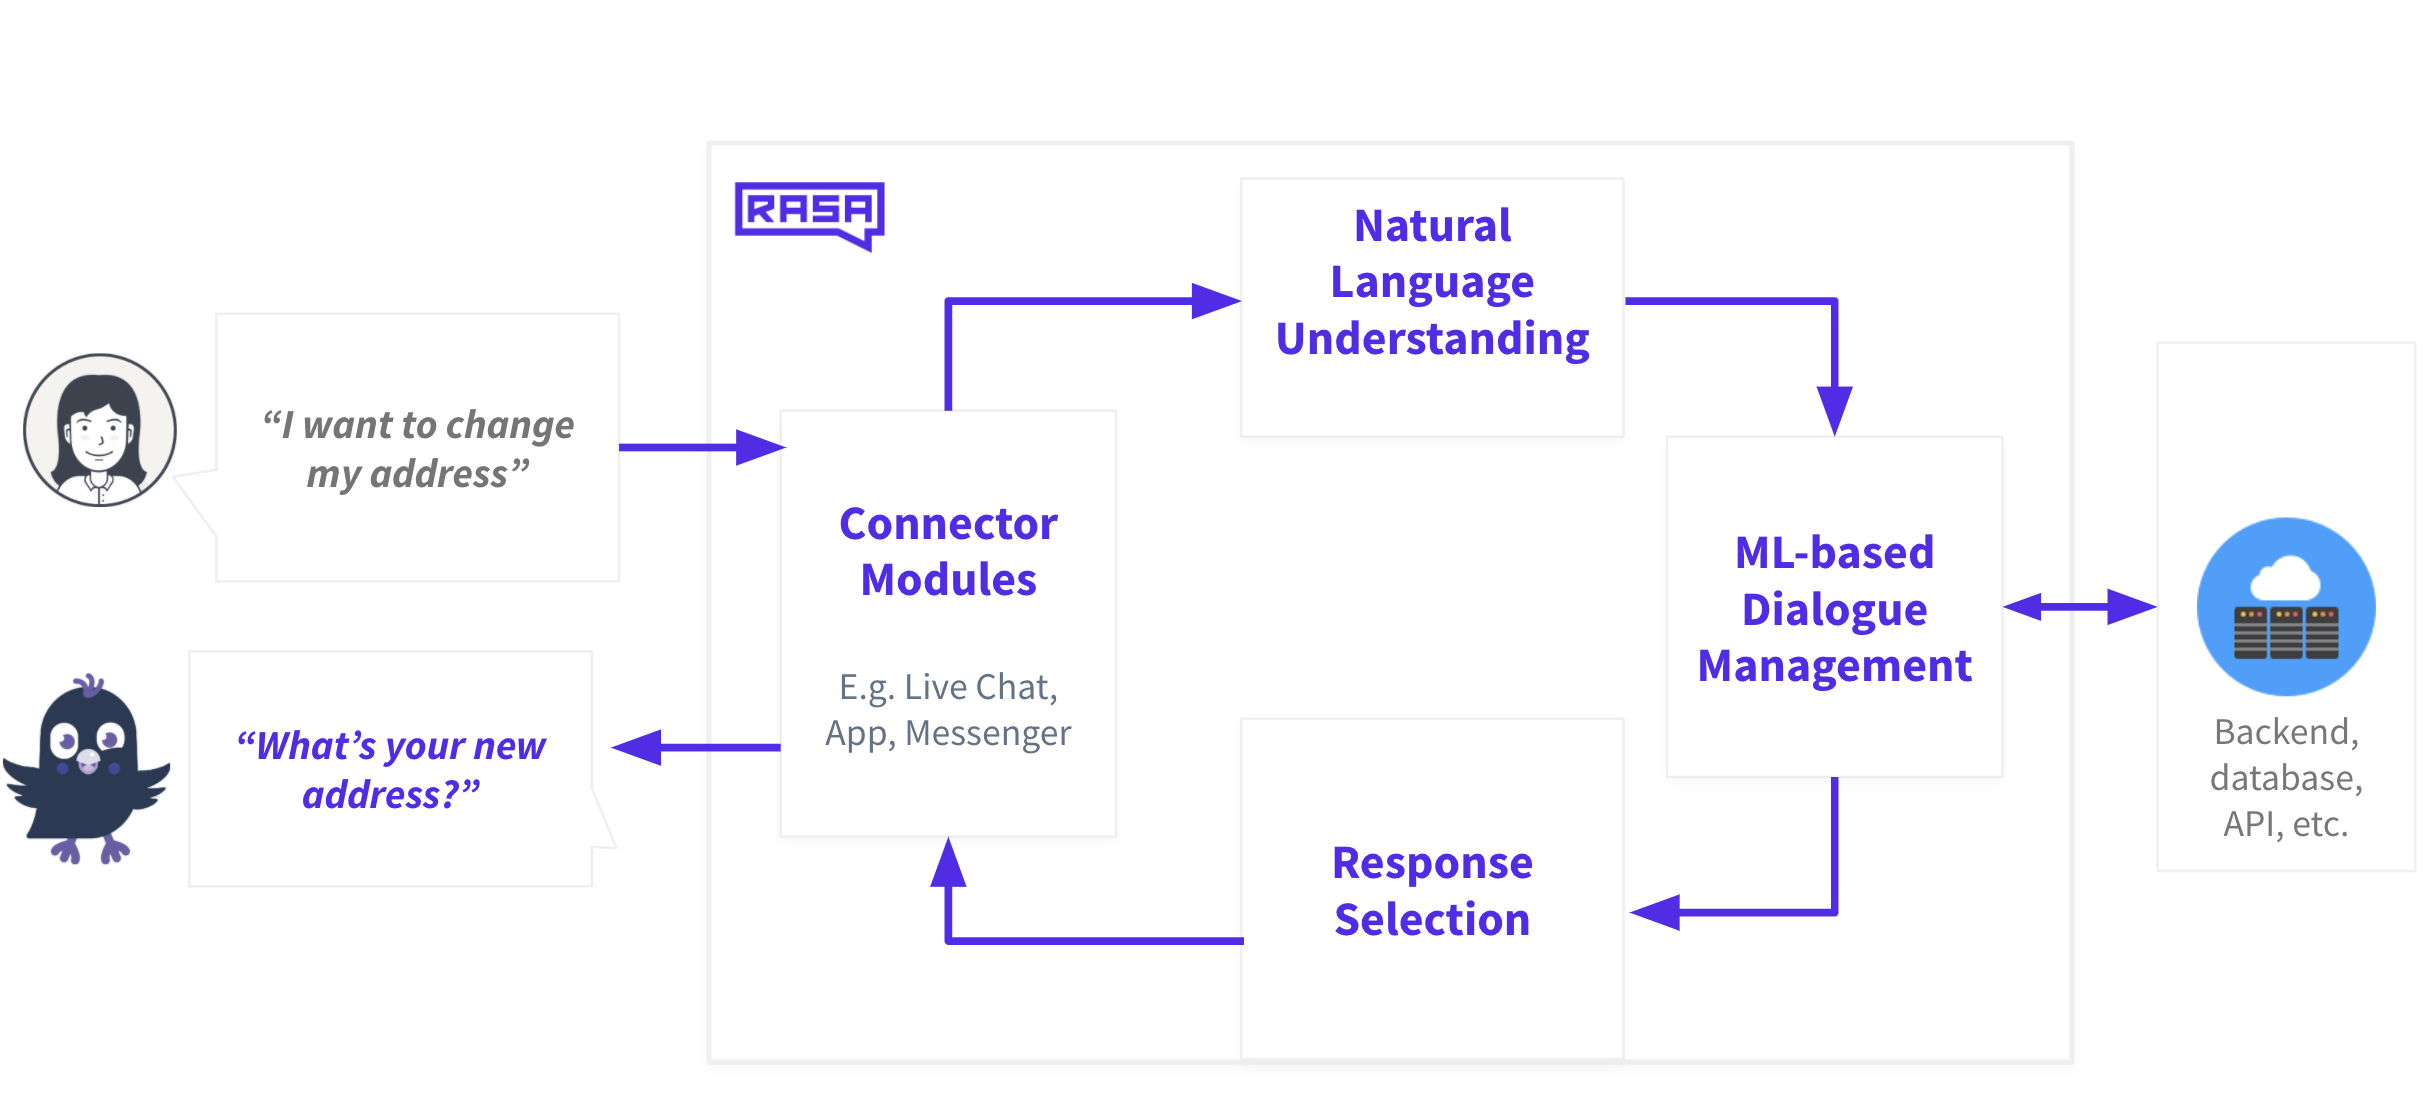 RASA
Natural
Language
Understanding
“I want to change
my address”
Connector
Modules
E.g. Live Chat,
App, Messenger
ML-based
Dialogue
Management
“What’s your new
address?”
Response
Selection
Backend,
database,
API, etc.